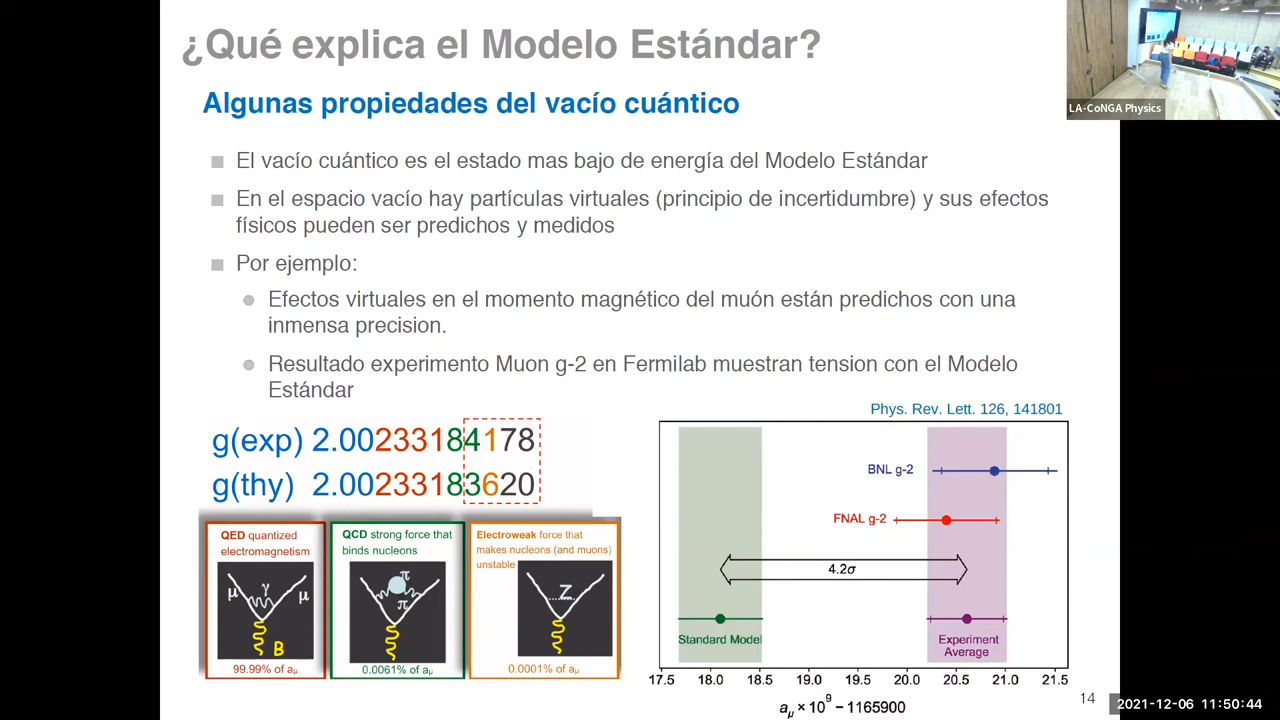 ¿Qué explica el Modelo Estándar?
LA-CoNGA Physics
Algunas propiedades del vacío cuántico
El vacío cuántico es el estado mas bajo de energía del Modelo Estándar
En el espacio vacío hay partículas virtuales (principio de incertidumbre) y sus efectos
físicos pueden ser predichos y medidos
Por ejemplo:
Efectos virtuales en el momento magnético del muón están predichos con una
inmensa precision.
Resultado experimento Muon g-2 en Fermilab muestran tension con el Modelo
Estándar
g(exp) 2.00233184178
g(thy) 2.00233183620
QED quantized
electromagnetism
μ γ μ
B
99.99% of aμ
QCD strong force that
binds nucleons
π
π
0.0061% of aμ
Electroweak force that
makes nucleons (and muons)
unstable
Z
0.0001% of aμ
Phys. Rev. Lett. 126, 141801
BNL g-2
FNAL g-2
4.2σ
Standard Model
Experiment
Average
17.5 18.0 18.5 19.0 19.5 20.0 20.5 21.0 21.5
aμ × 10⁹ − 1165900
14
2021-12-06 11:50:44